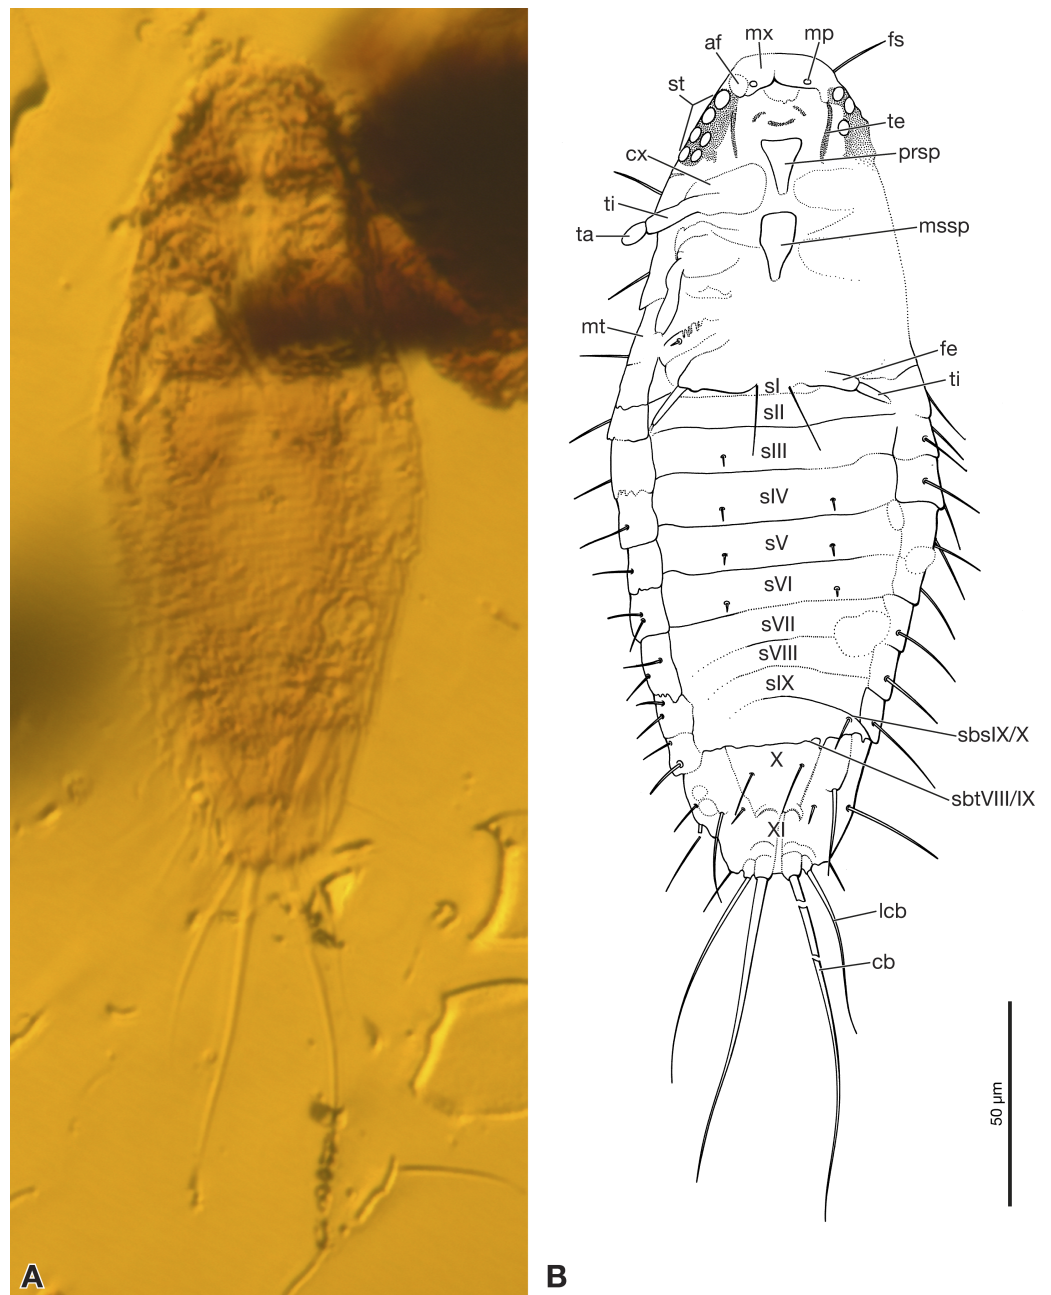 af mx mp fs
st
te
cx prsp
ti
ta mssp
mt
fe
sI ti
sII
sIII
sIV
sV
sVI
sVII
sVIII
sIX
sbsIX/X
X
sbtVIII/IX
XI
lcb
cb
50 µm
A B